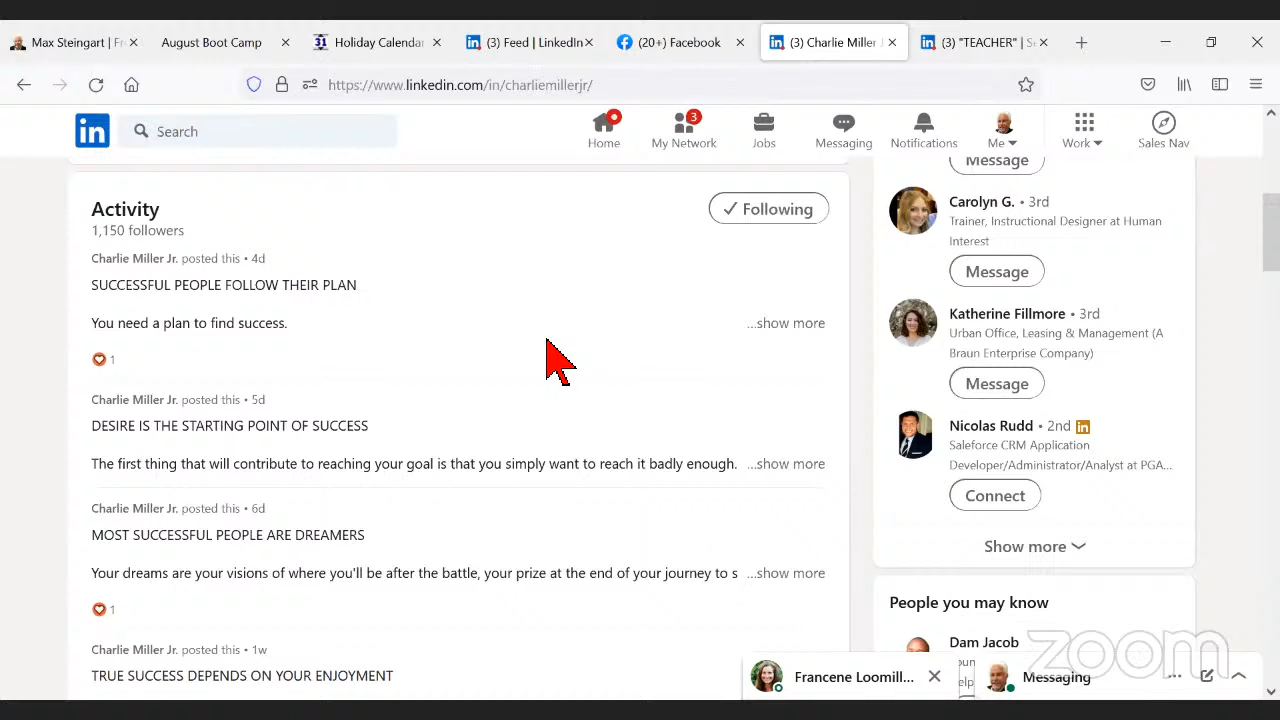 Max Steingart | Fr
August Boot Camp
Holiday Calenda
(3) Feed | LinkedIn
(20+) Facebook
(3) Charlie Miller J
(3) "TEACHER" | S
https://www.linkedin.com/in/charliemillerjr/
in
Search
Home
3
My Network
Jobs
Messaging
Notifications
Me
Work
Sales Nav
Activity
Following
1,150 followers
Charlie Miller Jr. posted this • 4d
SUCCESSFUL PEOPLE FOLLOW THEIR PLAN
You need a plan to find success.
...show more
1
Charlie Miller Jr. posted this • 5d
DESIRE IS THE STARTING POINT OF SUCCESS
The first thing that will contribute to reaching your goal is that you simply want to reach it badly enough.
...show more
Charlie Miller Jr. posted this • 6d
MOST SUCCESSFUL PEOPLE ARE DREAMERS
Your dreams are your visions of where you'll be after the battle, your prize at the end of your journey to s
...show more
1
Charlie Miller Jr. posted this • 1w
TRUE SUCCESS DEPENDS ON YOUR ENJOYMENT
Message
Carolyn G. • 3rd
Trainer, Instructional Designer at Human
Interest
Message
Katherine Fillmore • 3rd
Urban Office, Leasing & Management (A
Braun Enterprise Company)
Message
Nicolas Rudd • 2nd in
Saleforce CRM Application
Developer/Administrator/Analyst at PGA...
Connect
Show more
People you may know
Dam Jacob
zoom
Francene Loomill...
Messaging